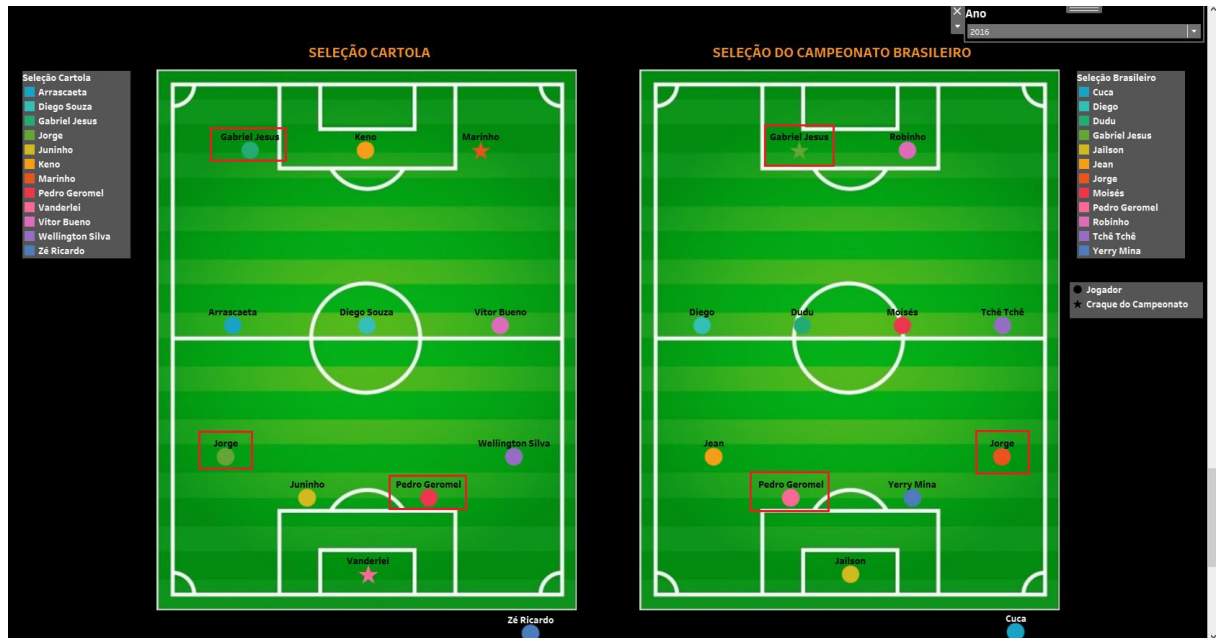 Ano
2016
SELEÇÃO CARTOLA
SELEÇÃO DO CAMPEONATO BRASILEIRO
Seleção Cartola
Arrascaeta
Diego Souza
Gabriel Jesus
Jorge
Juninho
Keno
Marinho
Pedro Geromel
Vanderlei
Vitor Bueno
Wellington Silva
Zé Ricardo
Gabriel Jesus
Keno
Marinho
Arrascaeta
Diego Souza
Vitor Bueno
Jorge
Wellington Silva
Juninho
Pedro Geromel
Vanderlei
Zé Ricardo
Gabriel Jesus
Robinho
Diego
Dudu
Moisés
Tchê Tchê
Jean
Jorge
Pedro Geromel
Yerry Mina
Jailson
Cuca
Seleção Brasileiro
Cuca
Diego
Dudu
Gabriel Jesus
Jailson
Jean
Jorge
Moisés
Pedro Geromel
Robinho
Tchê Tchê
Yerry Mina
Jogador
Craque do Campeonato